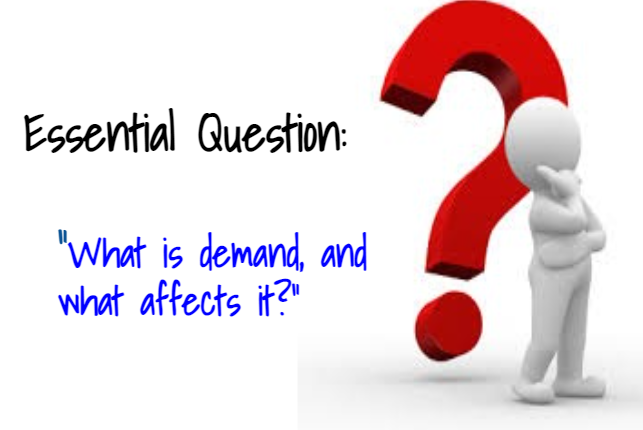 Essential Question:
"What is demand, and
what affects it?"